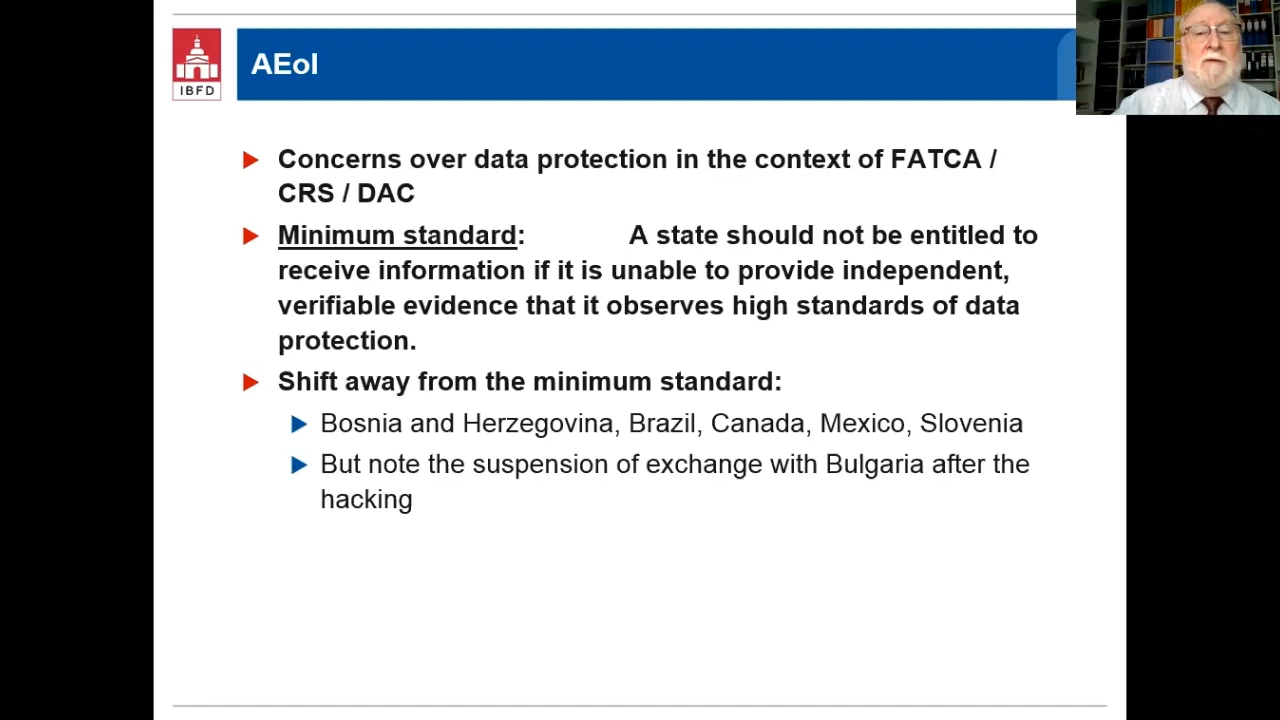 AEoI
IBFD
Concerns over data protection in the context of FATCA /
CRS / DAC
Minimum standard: A state should not be entitled to
receive information if it is unable to provide independent,
verifiable evidence that it observes high standards of data
protection.
Shift away from the minimum standard:
Bosnia and Herzegovina, Brazil, Canada, Mexico, Slovenia
But note the suspension of exchange with Bulgaria after the
hacking